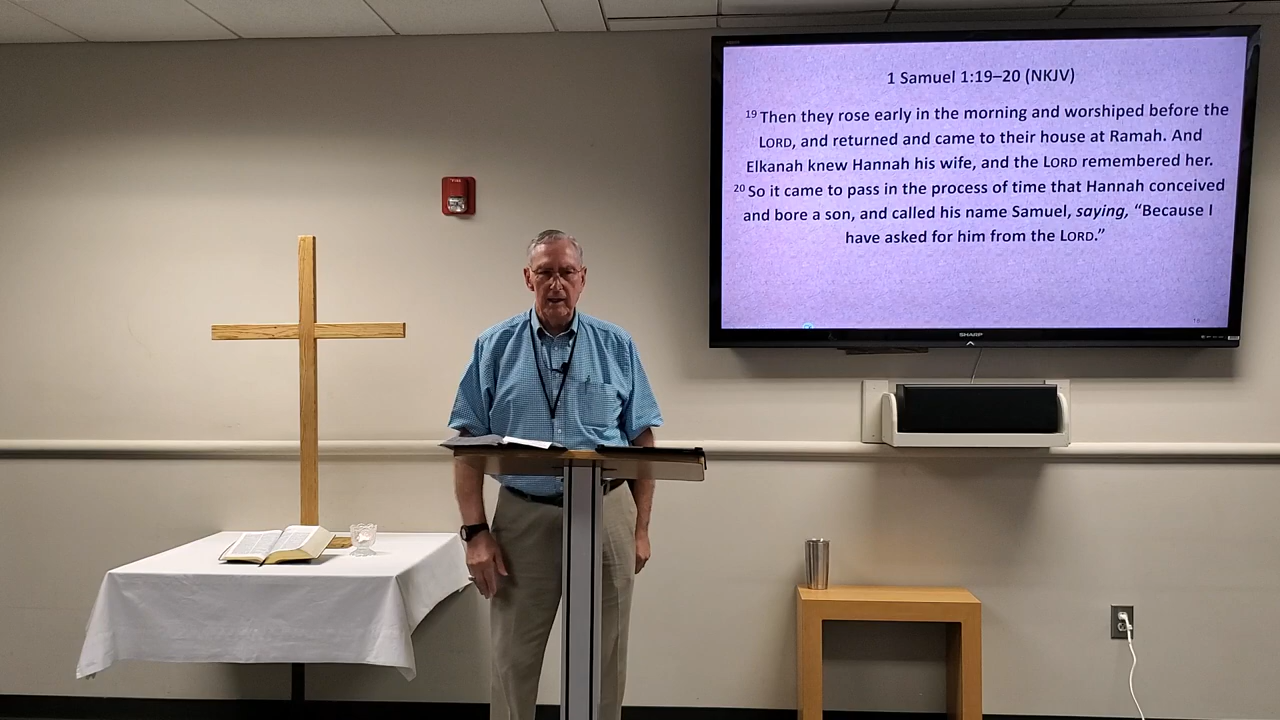 1 Samuel 1:19–20 (NKJV)
19 Then they rose early in the morning and worshiped before the
LORD, and returned and came to their house at Ramah. And
Elkanah knew Hannah his wife, and the LORD remembered her.
20 So it came to pass in the process of time that Hannah conceived
and bore a son, and called his name Samuel, saying, “Because I
have asked for him from the LORD.”
SHARP
FIRE